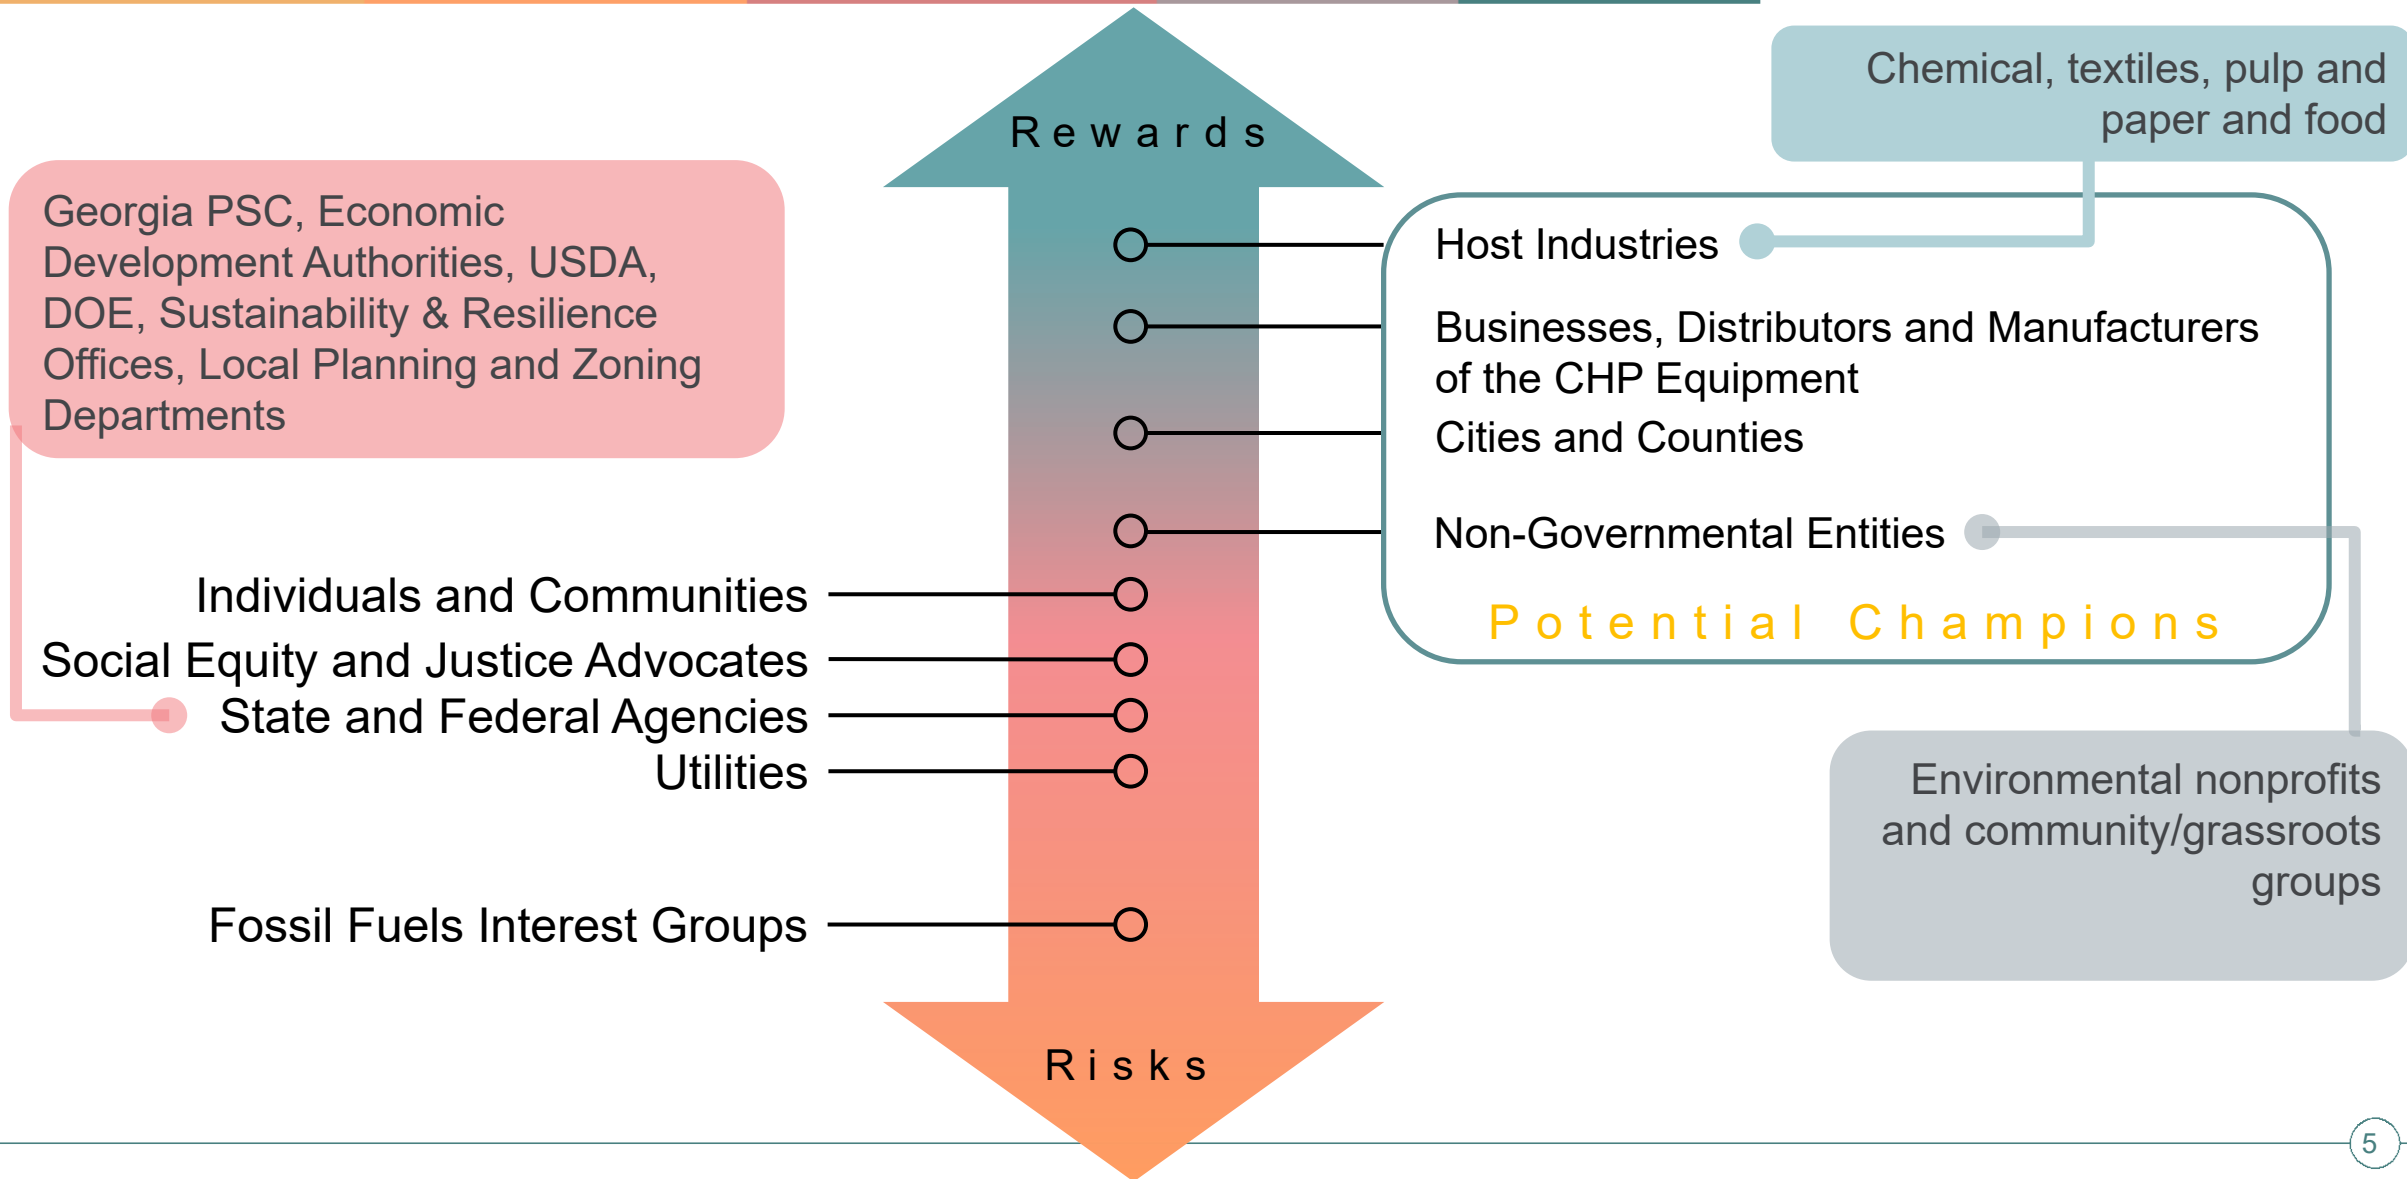 Rewards
Chemical, textiles, pulp and
paper and food
Georgia PSC, Economic
Development Authorities, USDA,
DOE, Sustainability & Resilience
Offices, Local Planning and Zoning
Departments
Host Industries
Businesses, Distributors and Manufacturers
of the CHP Equipment
Cities and Counties
Non-Governmental Entities
Potential Champions
Individuals and Communities
Social Equity and Justice Advocates
State and Federal Agencies
Utilities
Fossil Fuels Interest Groups
Environmental nonprofits
and community/grassroots
groups
Risks
5